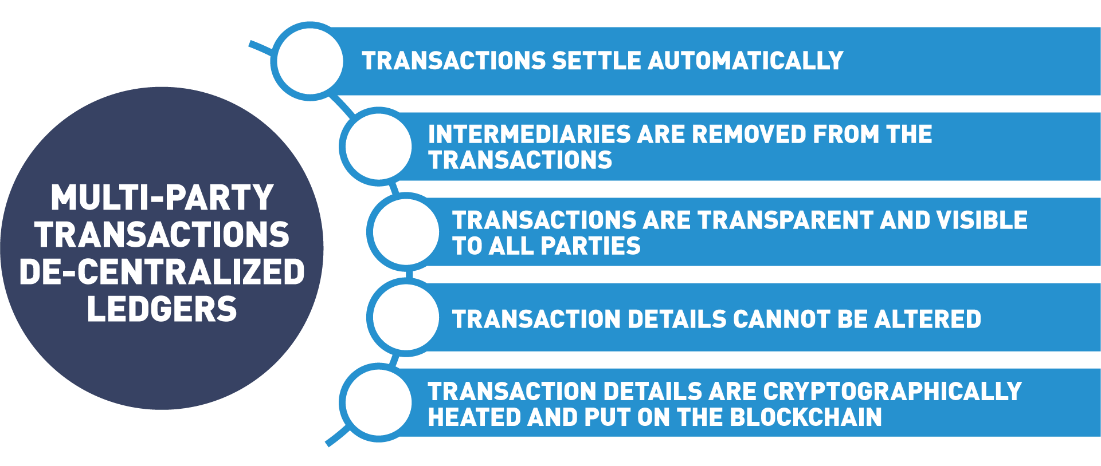 MULTI-PARTY
TRANSACTIONS
DE-CENTRALIZED
LEDGERS
TRANSACTIONS SETTLE AUTOMATICALLY
INTERMEDIARIES ARE REMOVED FROM THE
TRANSACTIONS
TRANSACTIONS ARE TRANSPARENT AND VISIBLE
TO ALL PARTIES
TRANSACTION DETAILS CANNOT BE ALTERED
TRANSACTION DETAILS ARE CRYPTOGRAPHICALLY
HEATED AND PUT ON THE BLOCKCHAIN